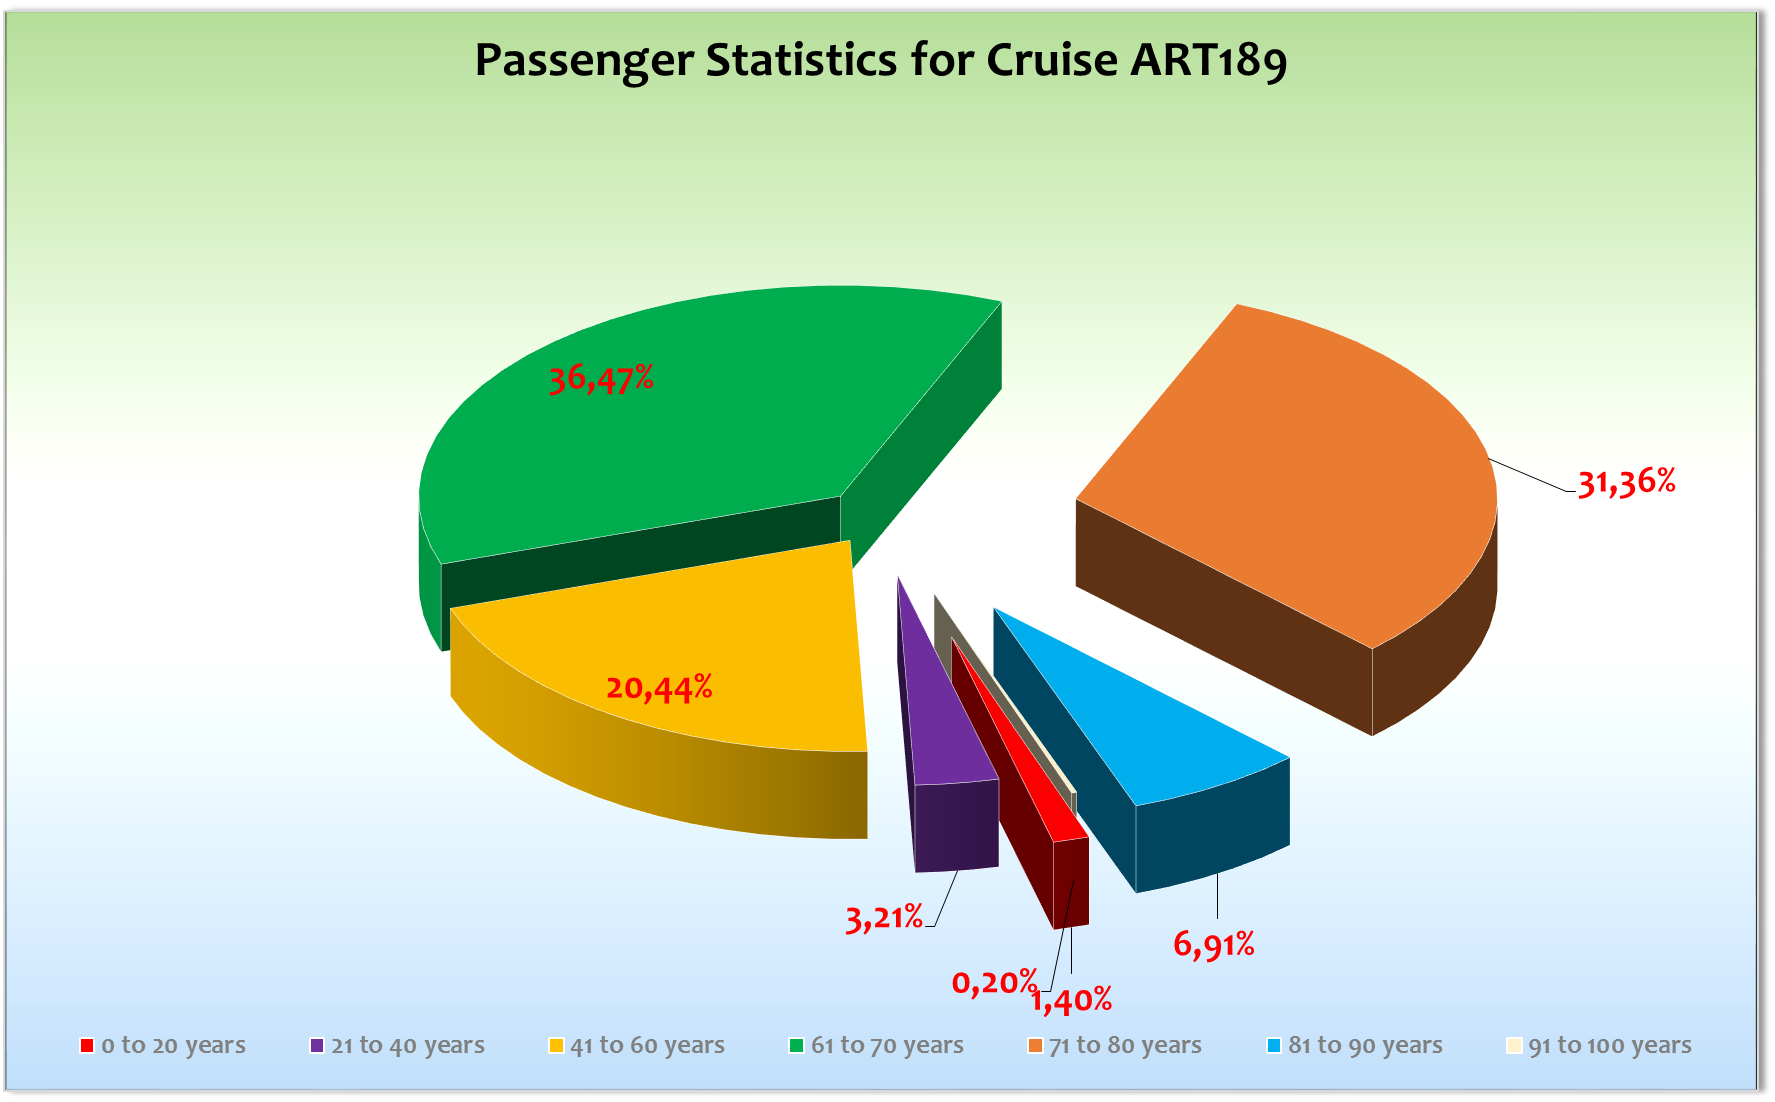 Passenger Statistics for Cruise ART189
36,47%
31,36%
20,44%
3,21%
6,91%
0,20%
1,40%
0 to 20 years
21 to 40 years
41 to 60 years
61 to 70 years
71 to 80 years
81 to 90 years
91 to 100 years